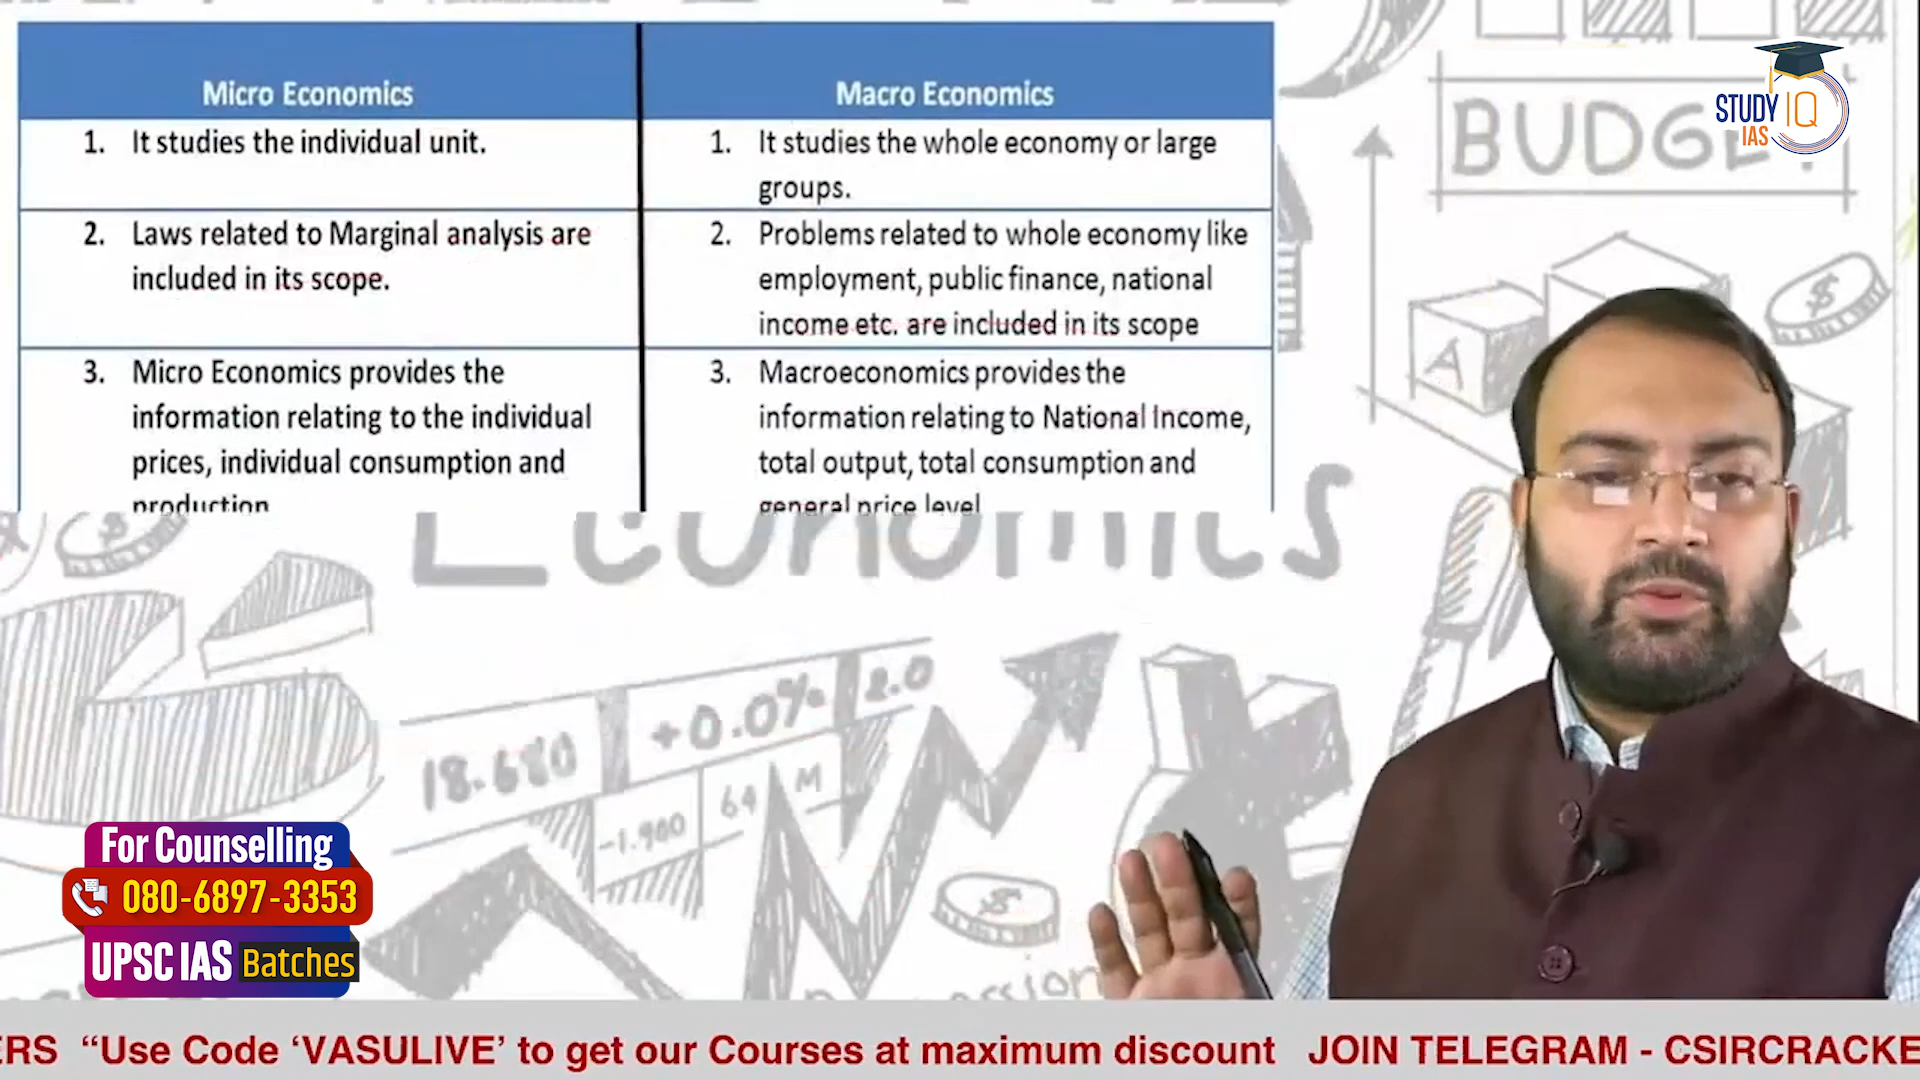 Micro Economics
Macro Economics
1. It studies the individual unit.
1. It studies the whole economy or large
groups.
2. Laws related to Marginal analysis are
included in its scope.
2. Problems related to whole economy like
employment, public finance, national
income etc. are included in its scope
3. Micro Economics provides the
information relating to the individual
prices, individual consumption and
production
3. Macroeconomics provides the
information relating to National Income,
total output, total consumption and
general price level
STUDY IQ
IAS
BUDGET
A
$
Economics
18.680
+0.0%
2.0
-1.900
64
M
$
For Counselling
080-6897-3353
UPSC IAS Batches
ERS “Use Code ‘VASULIVE’ to get our Courses at maximum discount JOIN TELEGRAM - CSIRCRACKE